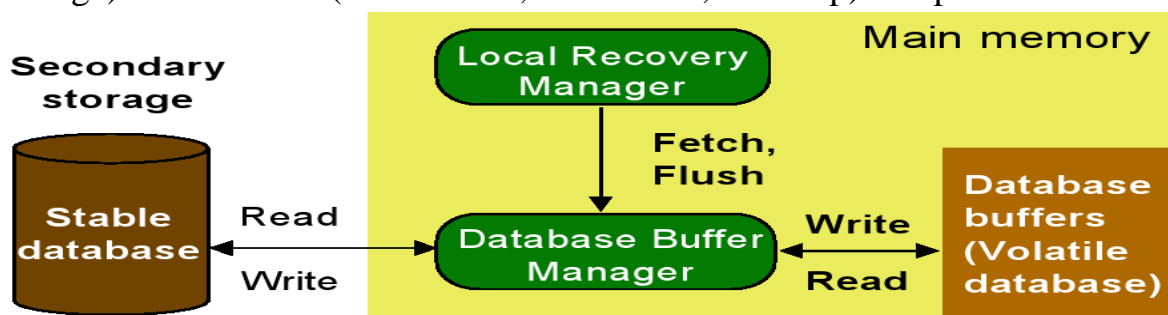 Main memory
Secondary
storage
Local Recovery
Manager
Fetch,
Flush
Stable
database
Read
Write
Database Buffer
Manager
Write
Read
Database
buffers
(Volatile
database)